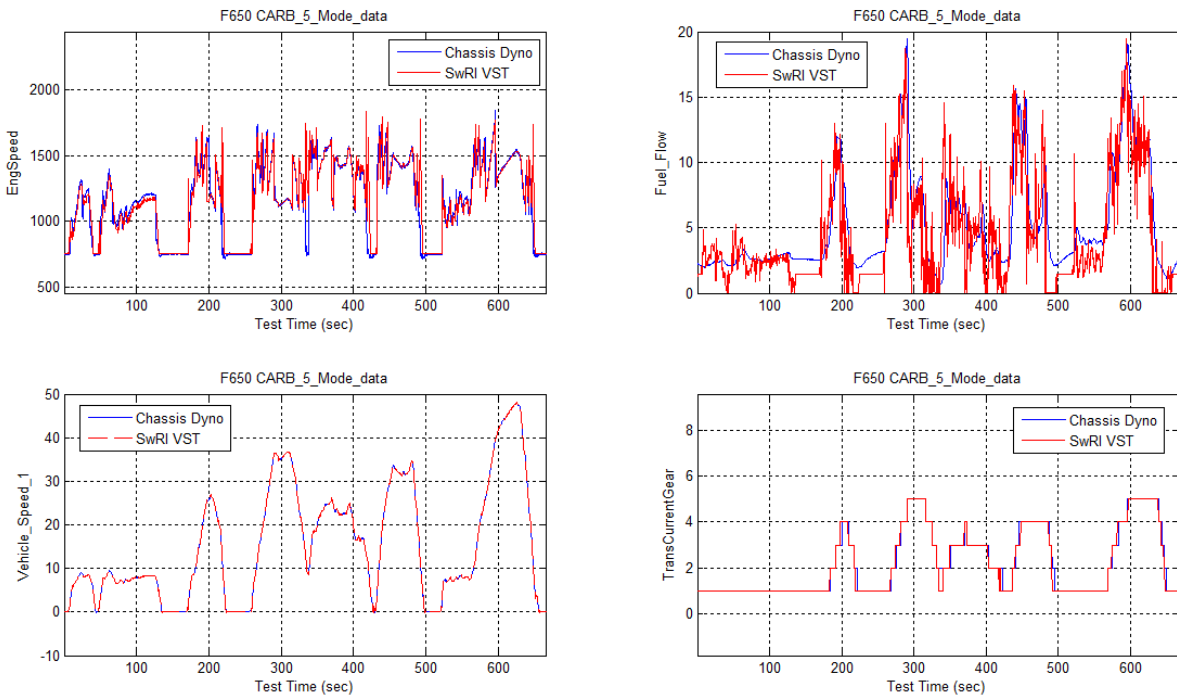 F650 CARB_5_Mode_data
Chassis Dyno
SwRI VST
2000
1500
1000
500
EngSpeed
100 200 300 400 500 600
Test Time (sec)
F650 CARB_5_Mode_data
Chassis Dyno
SwRI VST
20
15
10
5
0
Fuel_Flow
100 200 300 400 500 600
Test Time (sec)
F650 CARB_5_Mode_data
Chassis Dyno
SwRI VST
50
40
30
20
10
0
-10
Vehicle_Speed_1
100 200 300 400 500 600
Test Time (sec)
F650 CARB_5_Mode_data
Chassis Dyno
SwRI VST
8
6
4
2
0
TransCurrentGear
100 200 300 400 500 600
Test Time (sec)